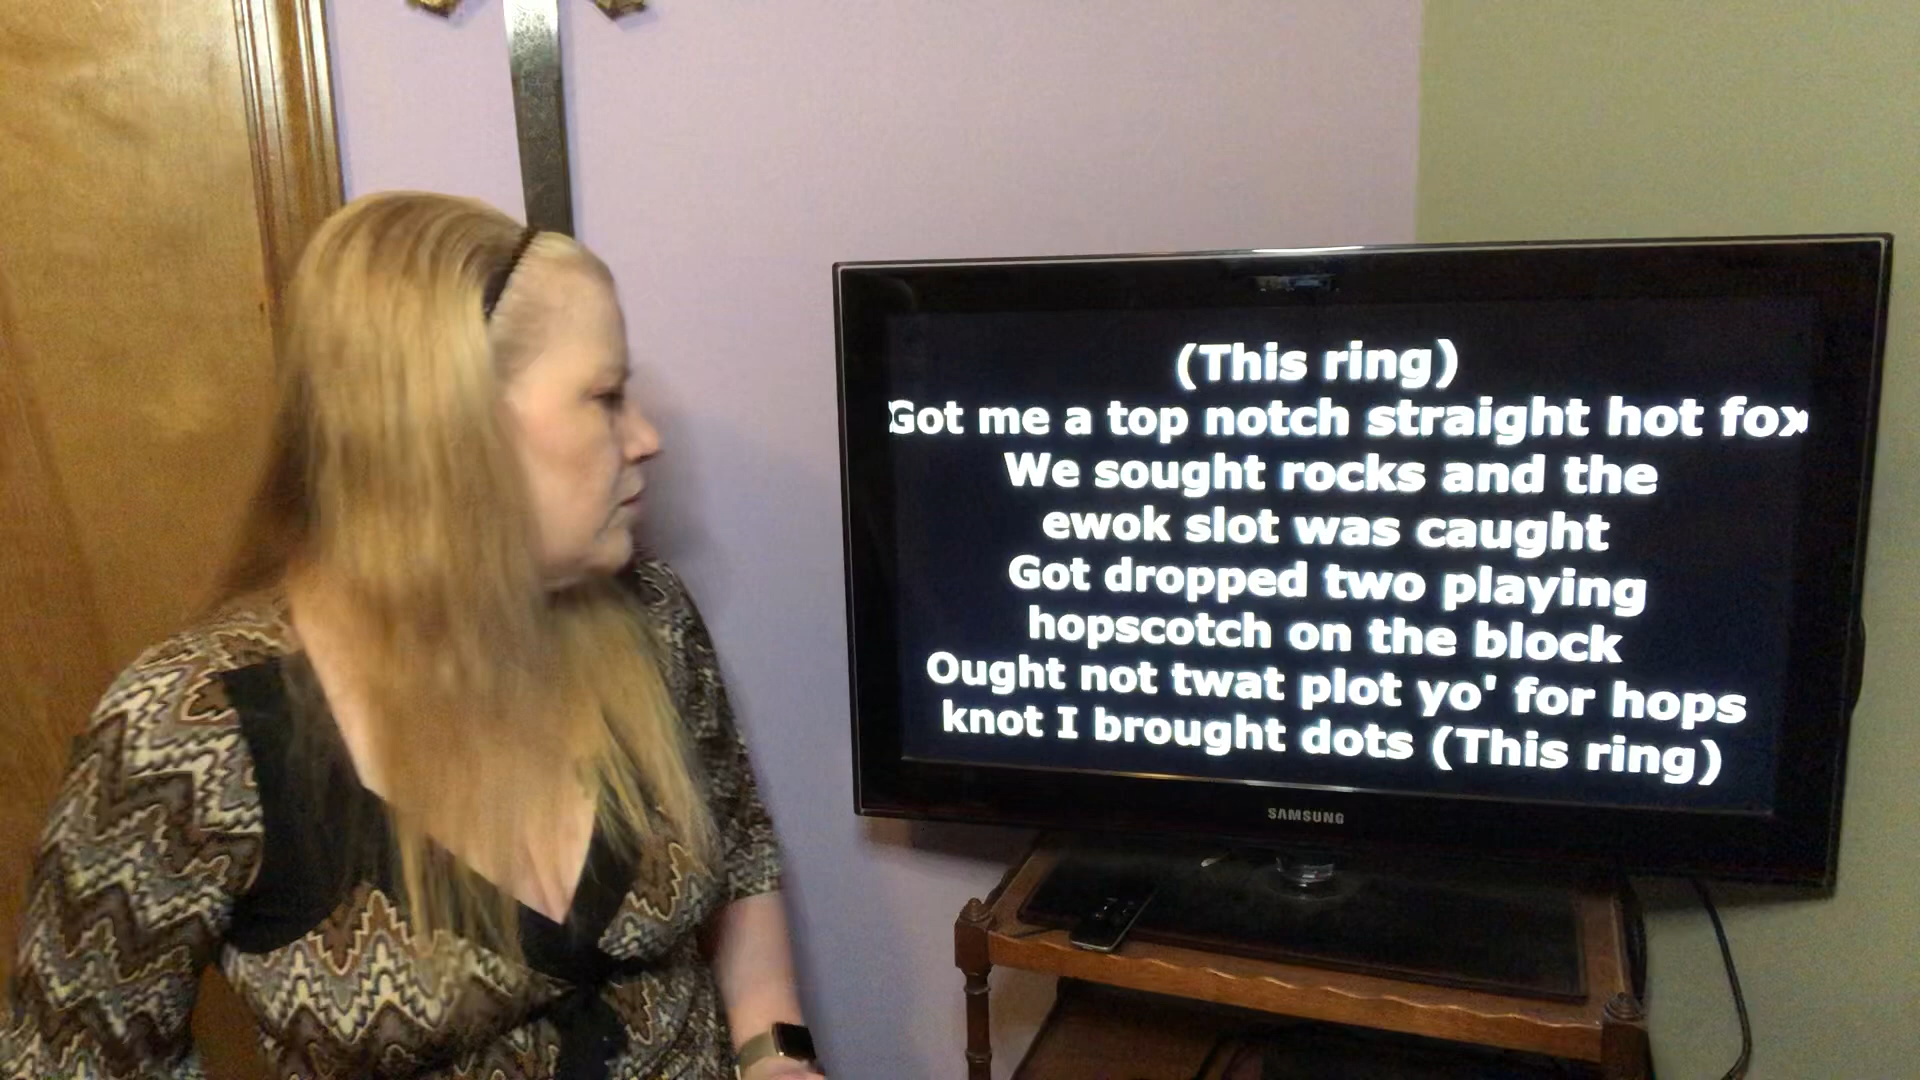 (This ring)
Got me a top notch straight hot fox
We sought rocks and the
ewok slot was caught
Got dropped two playing
hopscotch on the block
Ought not twat plot yo' for hops
knot I brought dots (This ring)
SAMSUNG